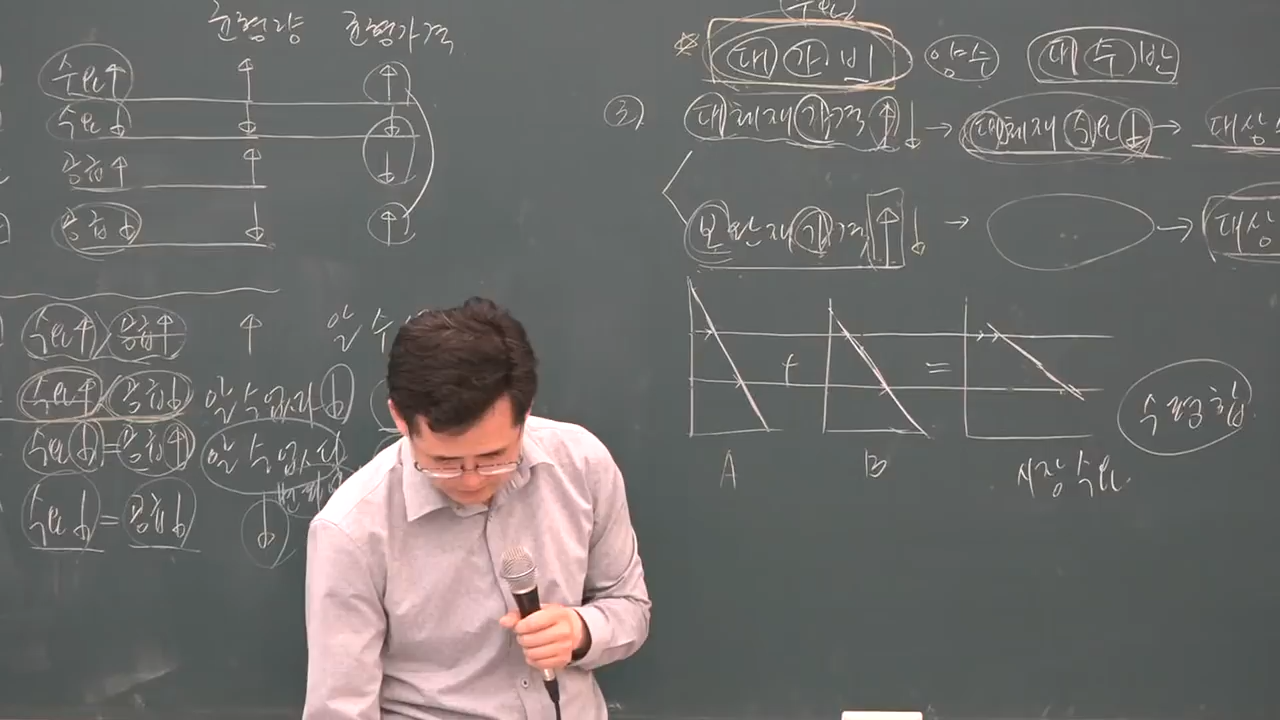 균형량 균형가격
수요↑ ↑ ↑
수요↓ ↓ ↓
공급↑ ↑ ↓
공급↓ ↓ ↑
수요↑ 공급↑ ↑ 알 수
수요↑ 공급↓ 알 수 없다
수요↓=공급↑ 알 수 없다
수요↓=공급↓ ↓
대 가 비 양수 대 수 반
③ 대체재 가격 ↑↓ → 대체재 수요↓ → 대상
보완재 가격 ↑↓ → → 대상
+ =
수평합
A B 시장수요